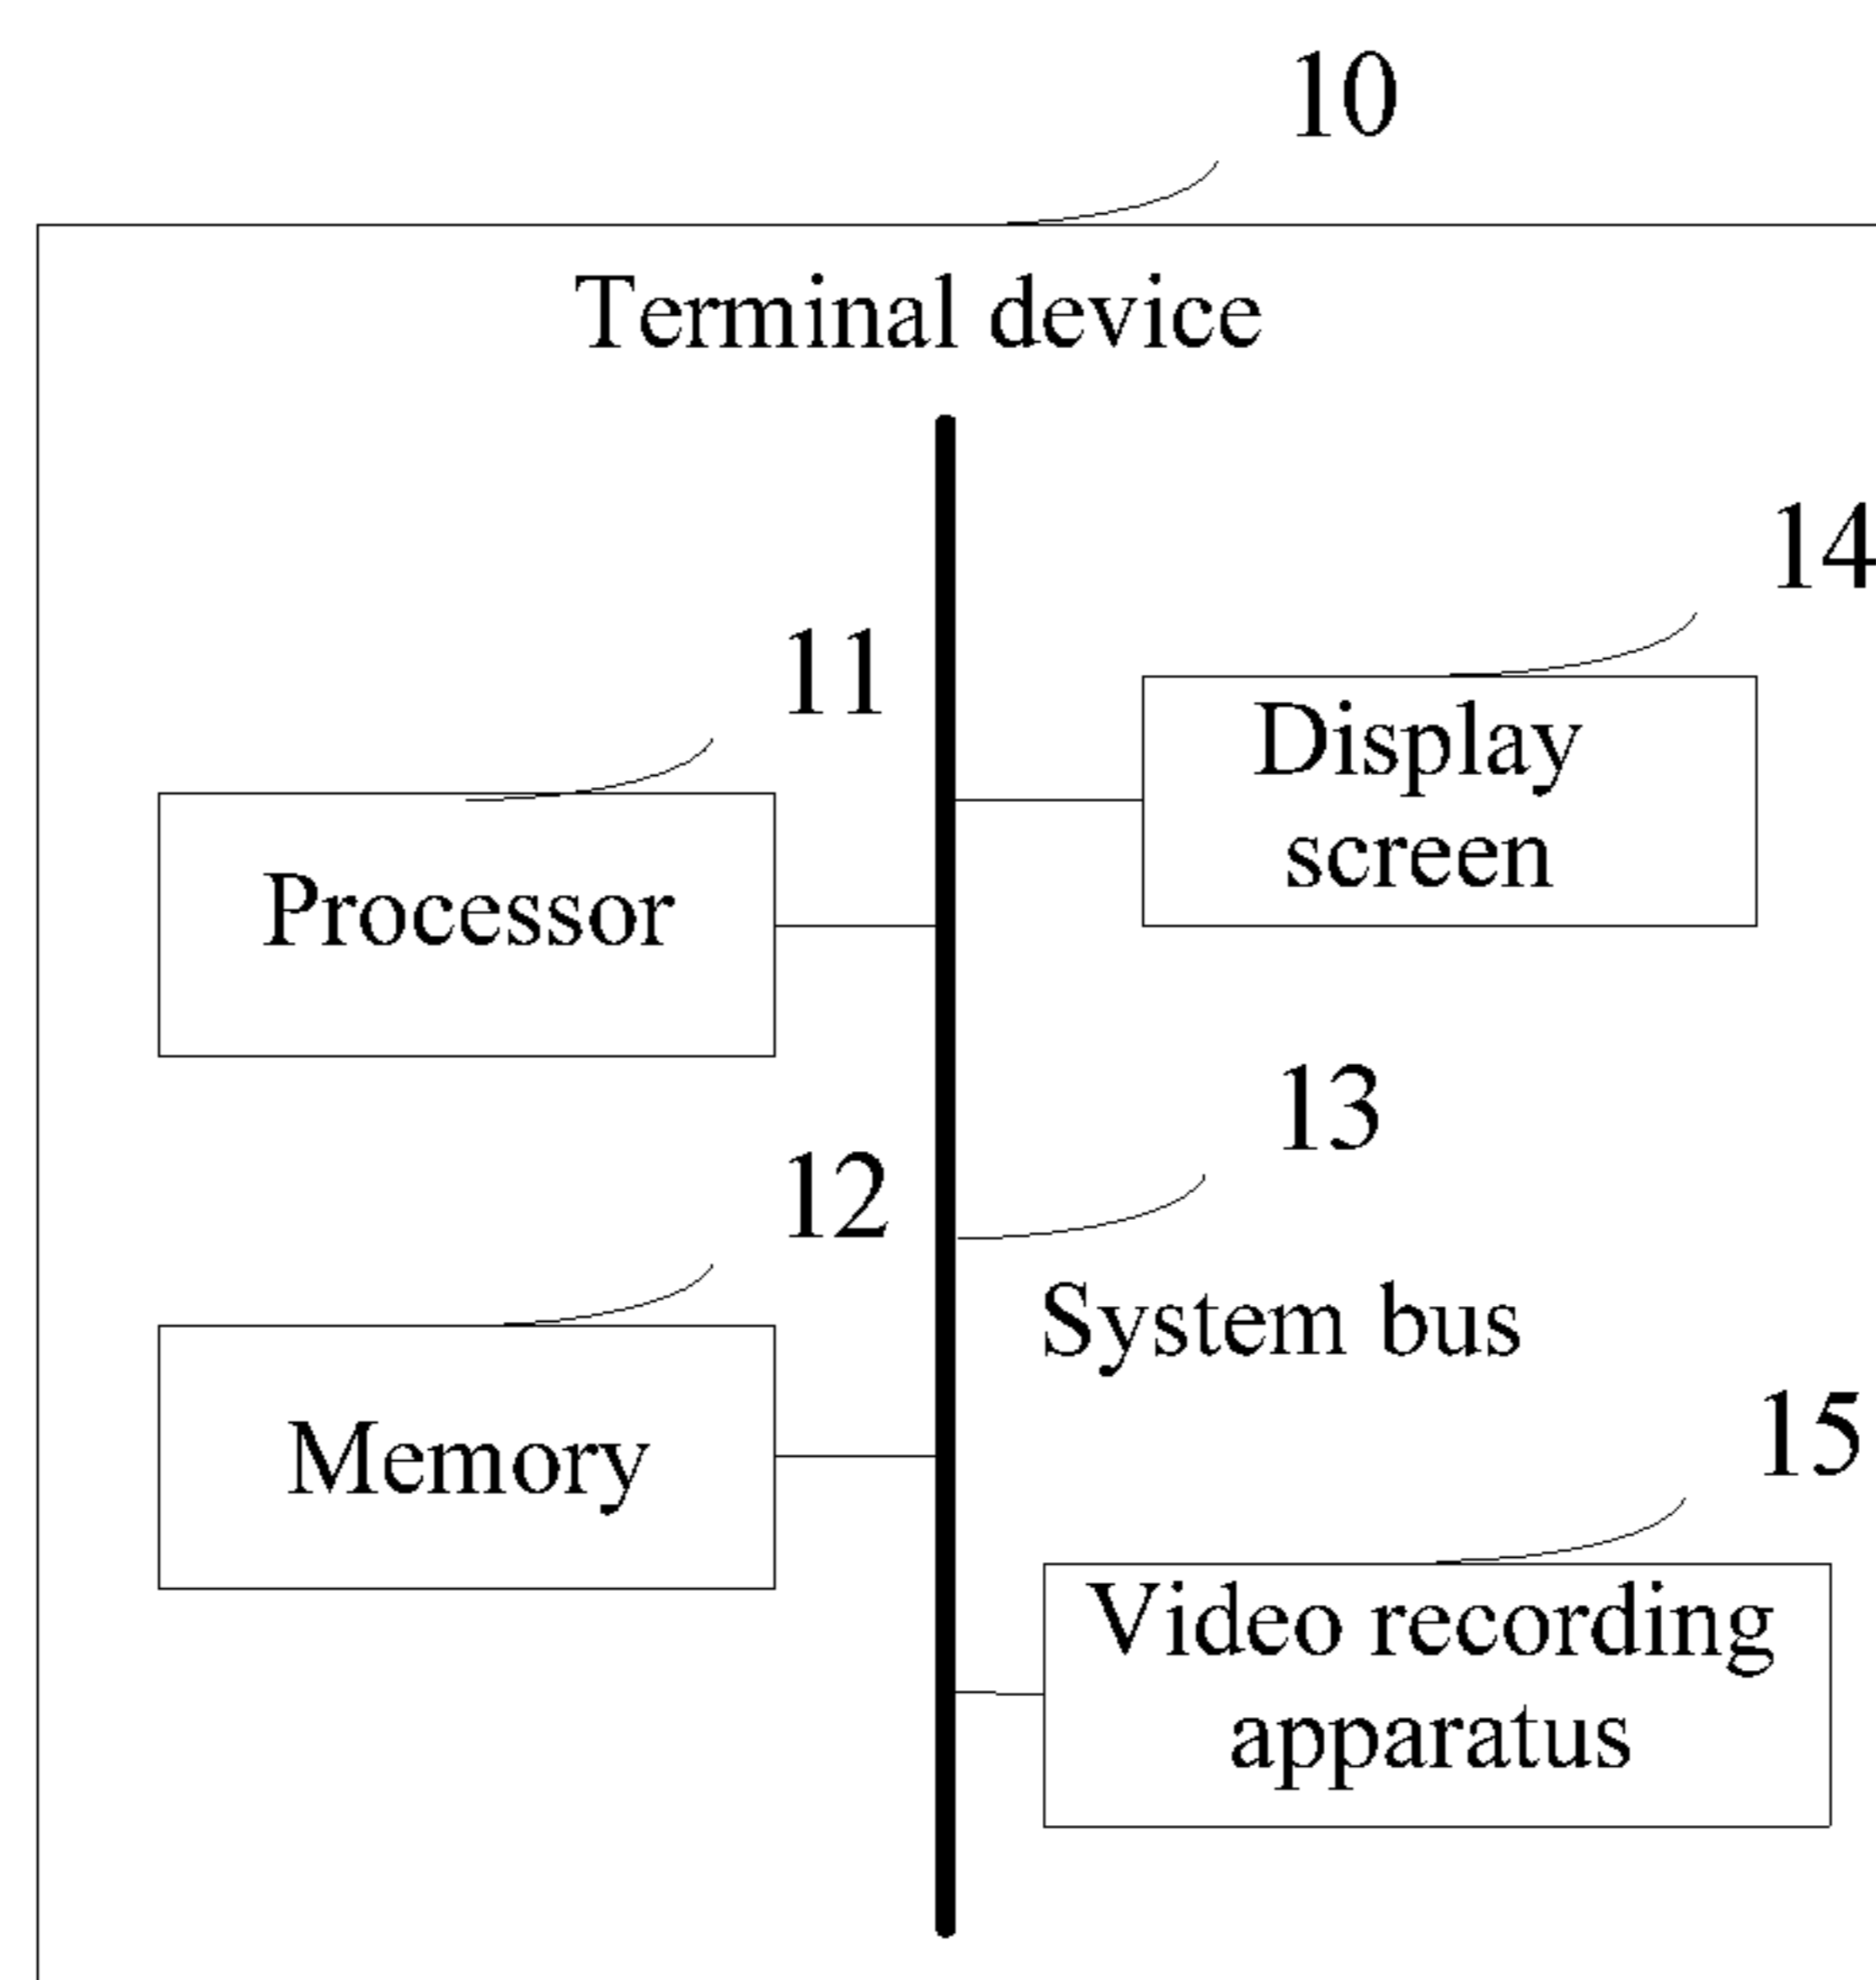 10
Terminal device
14
11
Display
screen
Processor
13
12
System bus
15
Memory
Video recording
apparatus